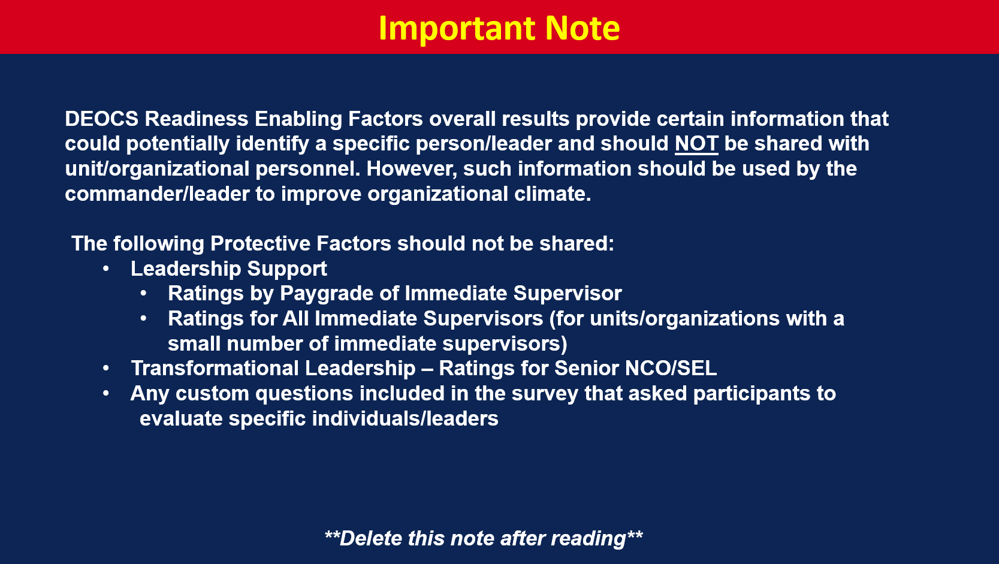 Important Note
DEOCS Readiness Enabling Factors overall results provide certain information that
could potentially identify a specific person/leader and should NOT be shared with
unit/organizational personnel. However, such information should be used by the
commander/leader to improve organizational climate.
The following Protective Factors should not be shared:
• Leadership Support
• Ratings by Paygrade of Immediate Supervisor
• Ratings for All Immediate Supervisors (for units/organizations with a
small number of immediate supervisors)
• Transformational Leadership – Ratings for Senior NCO/SEL
• Any custom questions included in the survey that asked participants to
evaluate specific individuals/leaders
**Delete this note after reading**